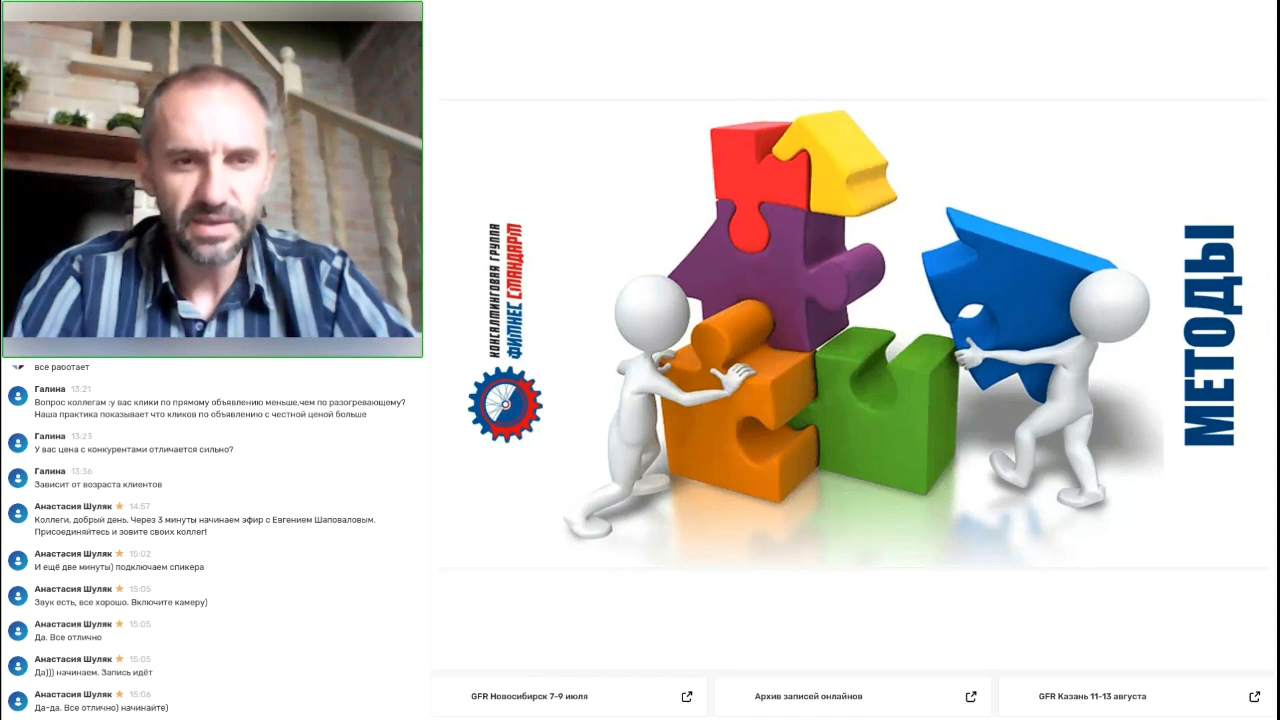 все работает
Галина 13:21
Вопрос коллегам :у вас клики по прямому объявлению меньше,чем по разогревающему?
Наша практика показывает что кликов по объявлению с честной ценой больше
Галина 13:23
У вас цена с конкурентами отличается сильно?
Галина 13:36
Зависит от возраста клиентов
Анастасия Шуляк 14:57
Коллеги, добрый день. Через 3 минуты начинаем эфир с Евгением Шаповаловым.
Присоединяйтесь и зовите своих коллег!
Анастасия Шуляк 15:02
И ещё две минуты) подключаем спикера
Анастасия Шуляк 15:05
Звук есть, все хорошо. Включите камеру)
Анастасия Шуляк 15:05
Да. Все отлично
Анастасия Шуляк 15:05
Да))) начинаем. Запись идёт
Анастасия Шуляк 15:06
Да-да. Все отлично) начинайте)
КОНСАЛТИНГОВАЯ ГРУППА
ФИТНЕС СТАНДАРТ
МЕТОДЫ
GFR Новосибирск 7-9 июля
Архив записей онлайнов
GFR Казань 11-13 августа